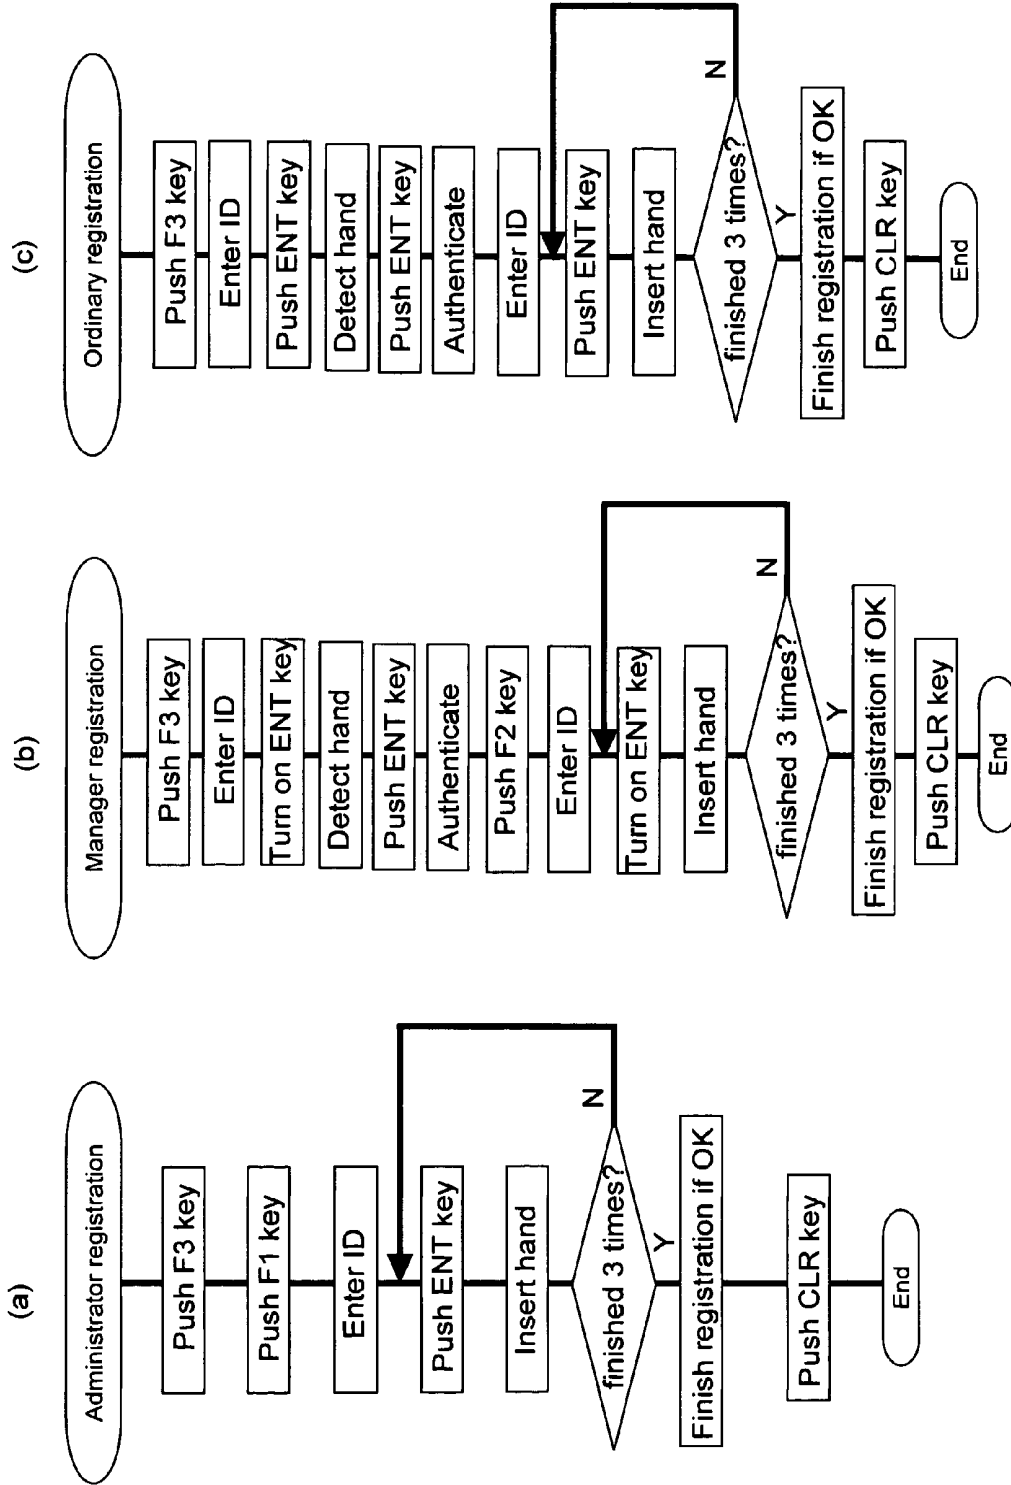 (a)
Administrator registration
Push F3 key
Push F1 key
Enter ID
Push ENT key
Insert hand
finished 3 times?
N
Y
Finish registration if OK
Push CLR key
End
(b)
Manager registration
Push F3 key
Enter ID
Turn on ENT key
Detect hand
Push ENT key
Authenticate
Push F2 key
Enter ID
Turn on ENT key
Insert hand
finished 3 times?
N
Y
Finish registration if OK
Push CLR key
End
(c)
Ordinary registration
Push F3 key
Enter ID
Push ENT key
Detect hand
Push ENT key
Authenticate
Enter ID
Push ENT key
Insert hand
finished 3 times?
N
Y
Finish registration if OK
Push CLR key
End